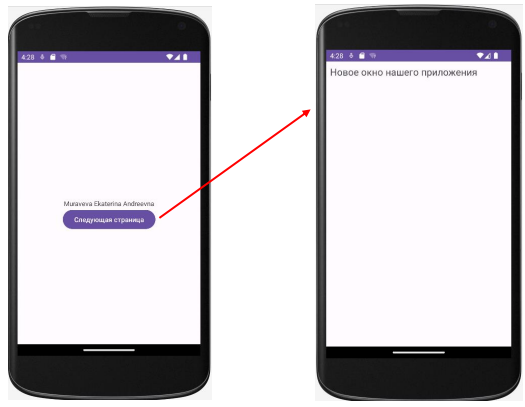 4:28
Muraveva Ekaterina Andreevna
Следующая страница
4:28
Новое окно нашего приложения